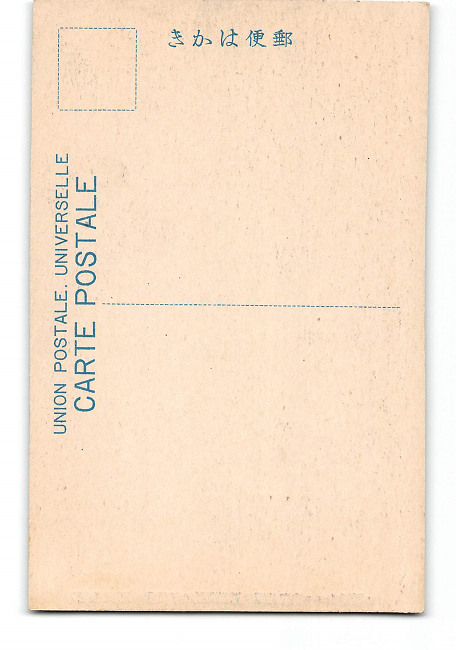 郵便はかき
UNION POSTALE. UNIVERSELLE
CARTE POSTALE